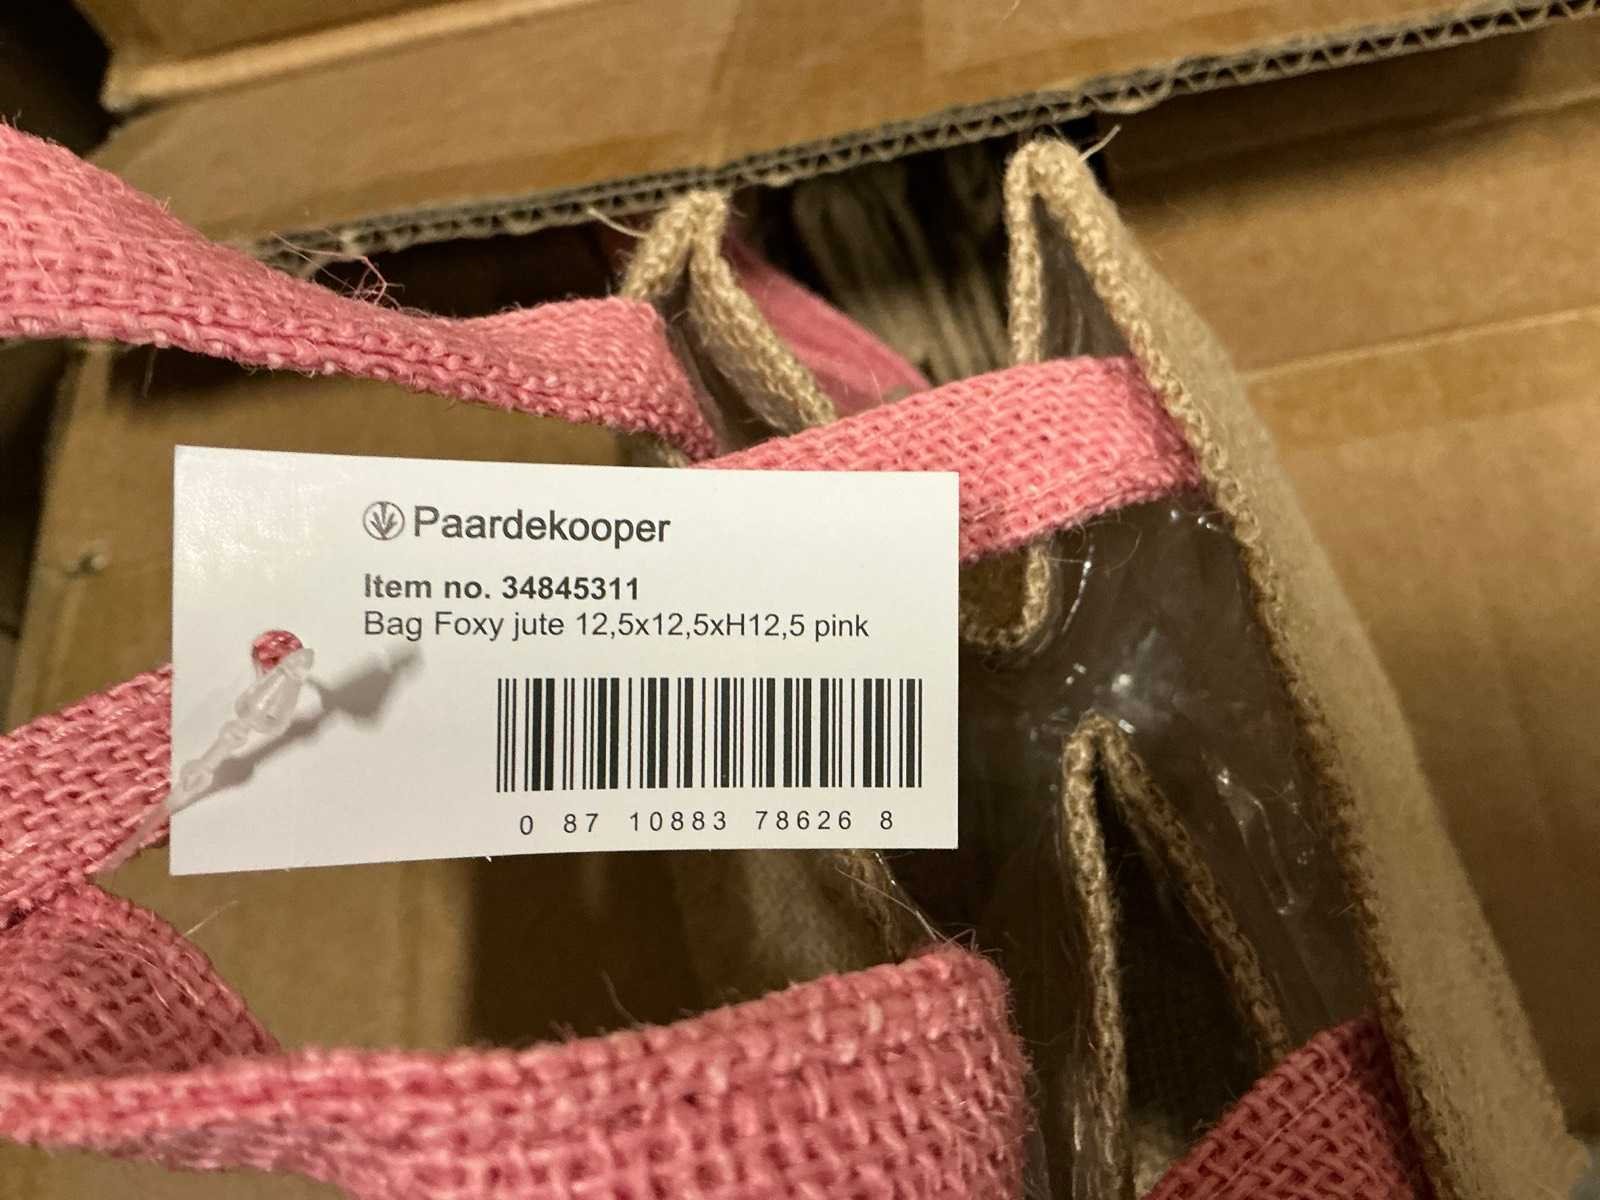 Paardekooper
Item no. 34845311
Bag Foxy jute 12,5x12,5xH12,5 pink
0 87 10883 78626 8